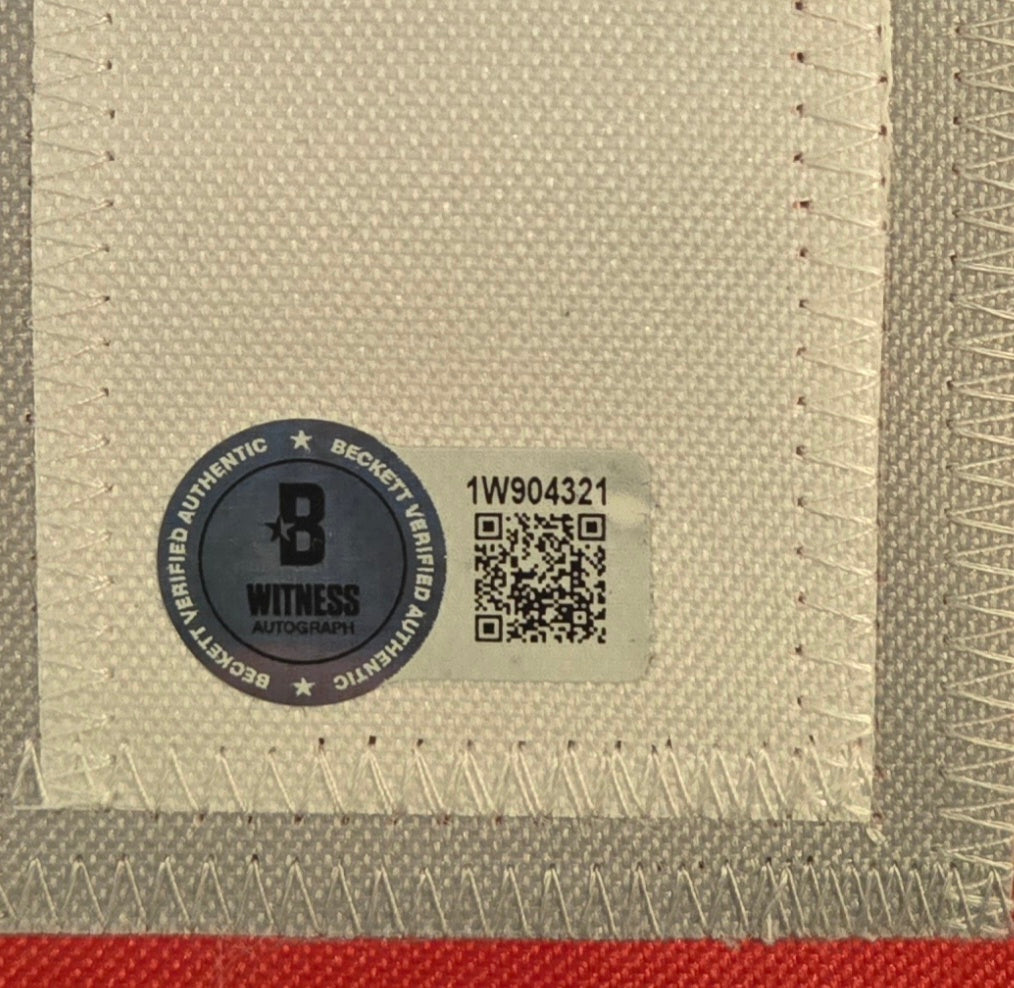 ★ BECKETT VERIFIED AUTHENTIC ★ BECKETT VERIFIED AUTHENTIC
B
WITNESS
AUTOGRAPH
1W904321